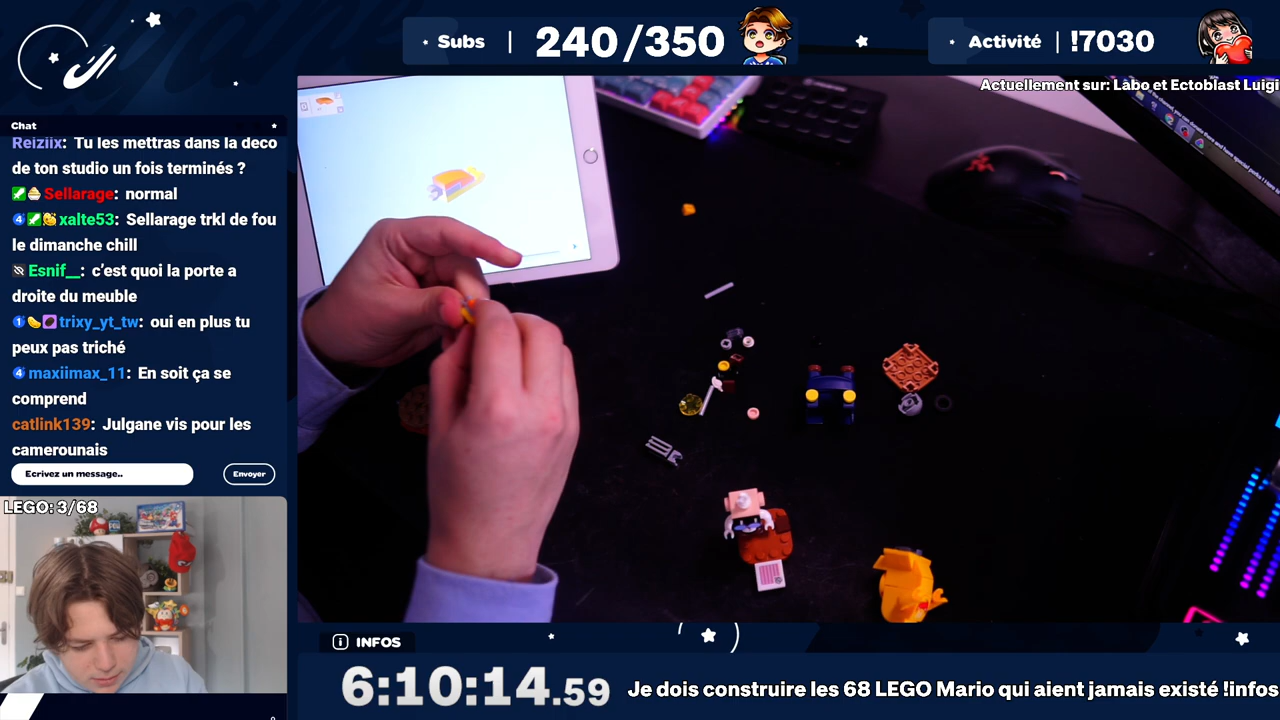 Subs | 240/350
Activité | !7030
Actuellement sur: Labo et Ectoblast Luigi
Chat
Reiziix: Tu les mettras dans la deco
de ton studio un fois terminés ?
Sellarage: normal
4 xalte53: Sellarage trkl de fou
le dimanche chill
Esnif__: c'est quoi la porte a
droite du meuble
1 trixy_yt_tw: oui en plus tu
peux pas triché
4 maxiimax_11: En soit ça se
comprend
catlink139: Julgane vis pour les
camerounais
Ecrivez un message..
Envoyer
LEGO: 3/68
i INFOS
6:10:14.59
Je dois construire les 68 LEGO Mario qui aient jamais existé !infos